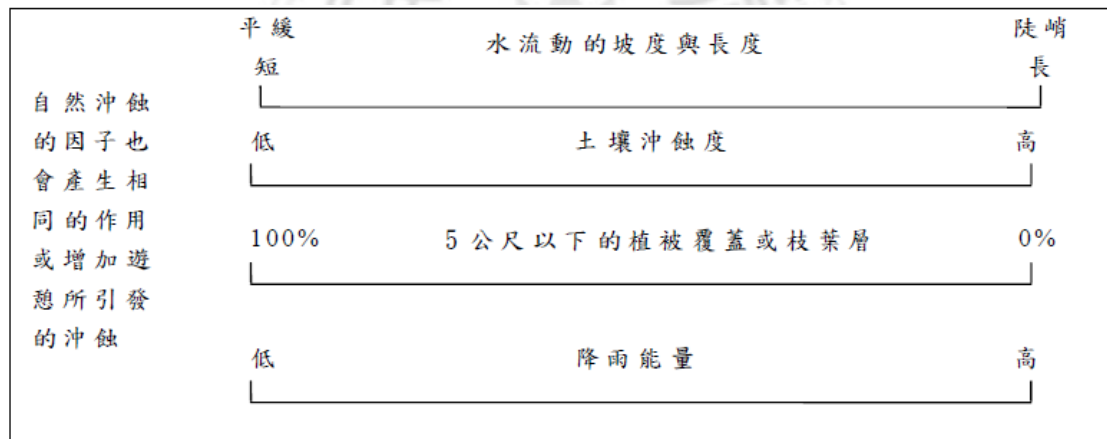 平緩 水流動的坡度與長度 陡峭
短 長
自然沖蝕
的因子也
會產生相
同的作用
或增加遊
憩所引發
的沖蝕
低 土壤沖蝕度 高
100% 5公尺以下的植被覆蓋或枝葉層 0%
低 降雨能量 高